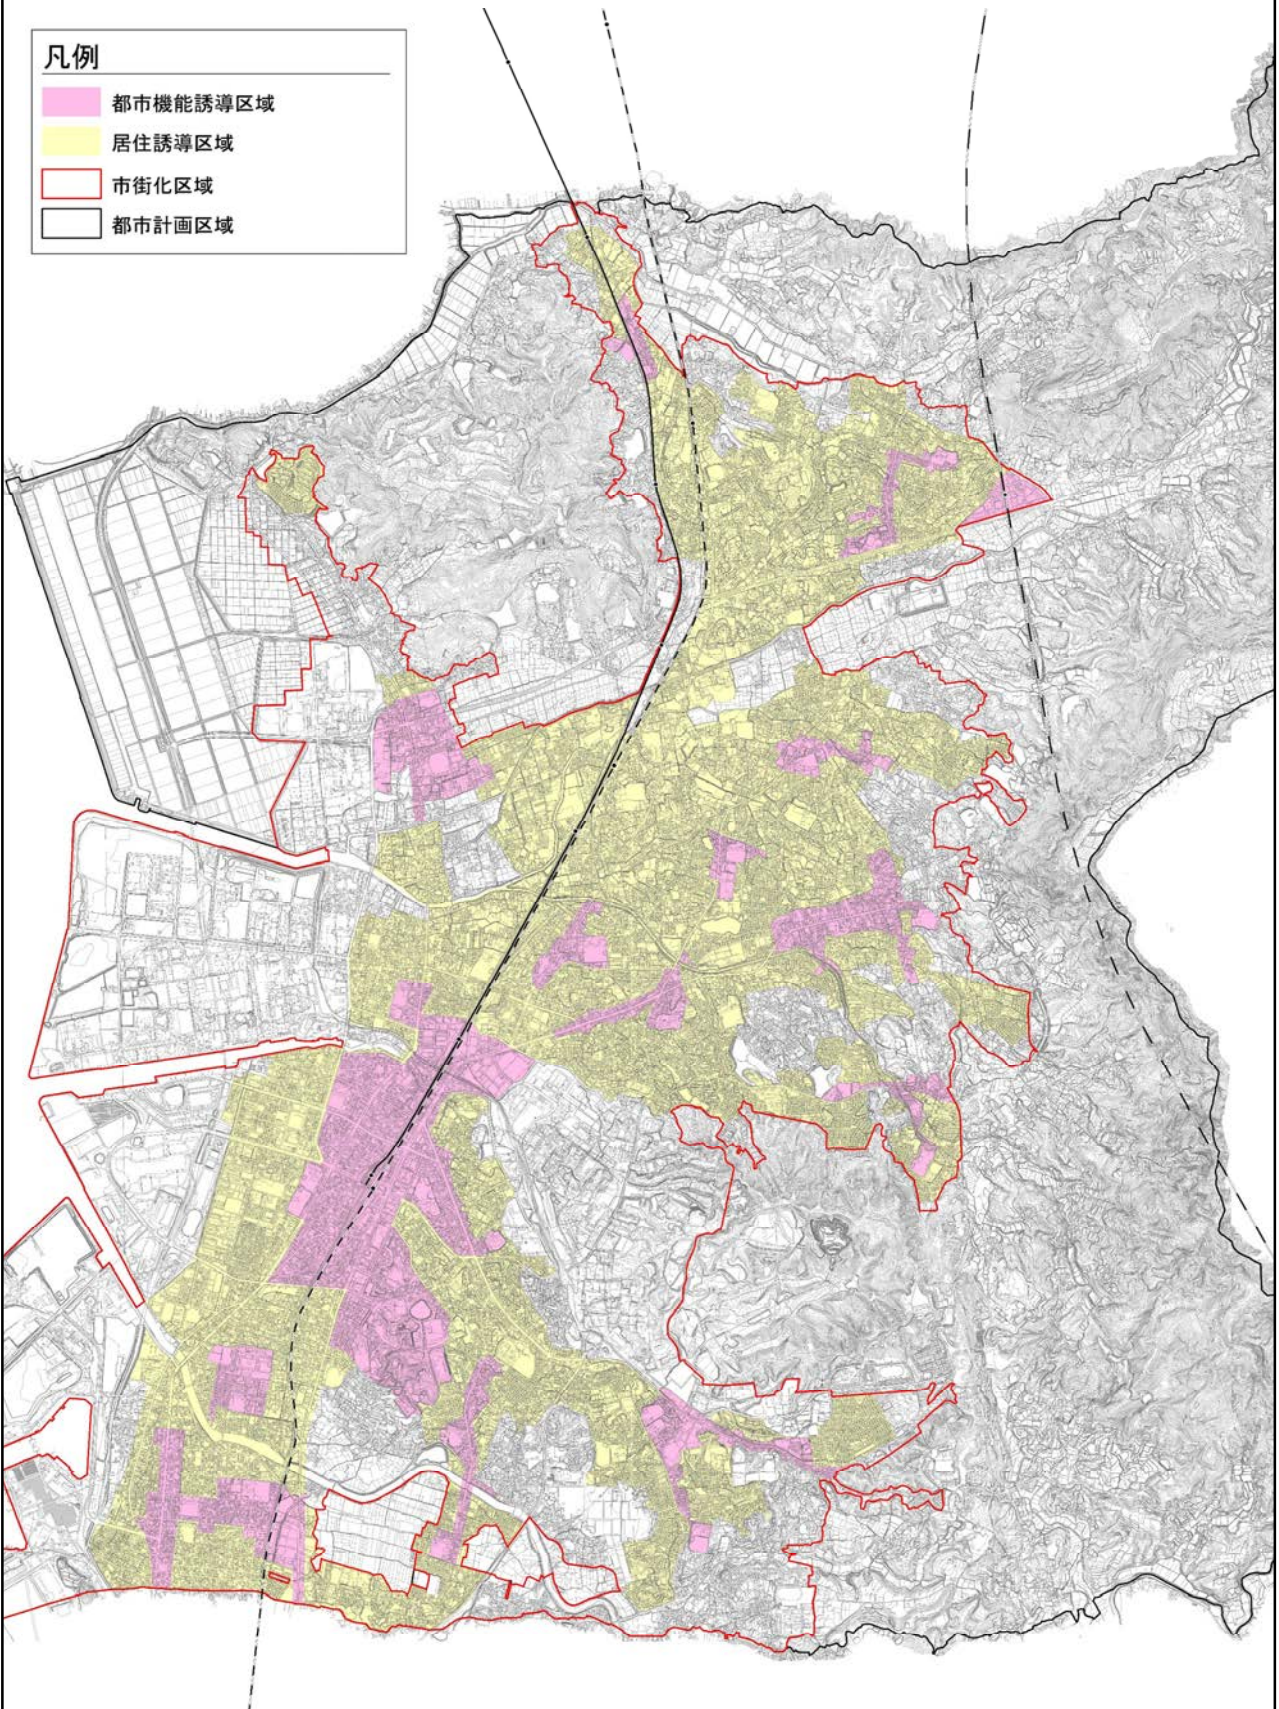 凡例
都市機能誘導区域
居住誘導区域
市街化区域
都市計画区域